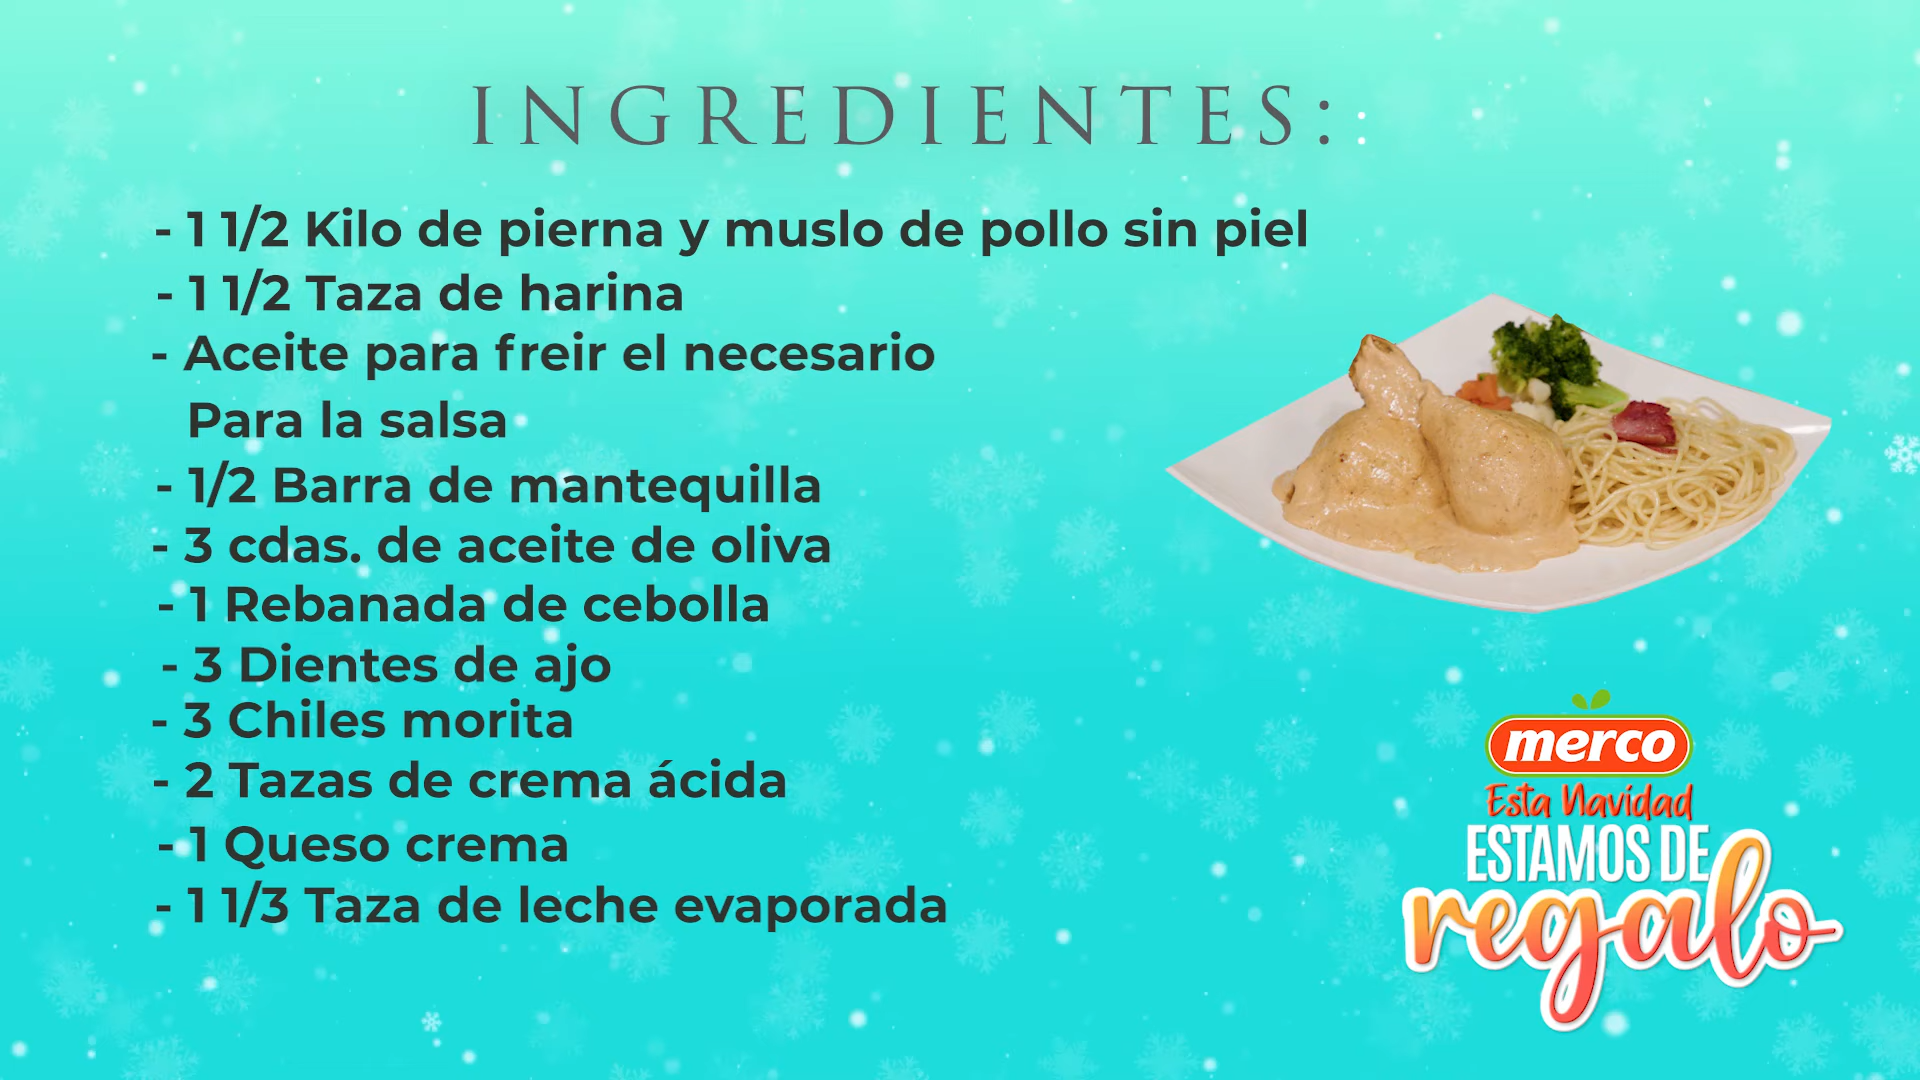 INGREDIENTES:
- 1 1/2 Kilo de pierna y muslo de pollo sin piel
- 1 1/2 Taza de harina
- Aceite para freir el necesario
Para la salsa
- 1/2 Barra de mantequilla
- 3 cdas. de aceite de oliva
- 1 Rebanada de cebolla
- 3 Dientes de ajo
- 3 Chiles morita
- 2 Tazas de crema ácida
- 1 Queso crema
- 1 1/3 Taza de leche evaporada
merco
Esta Navidad
ESTAMOS DE
regalo